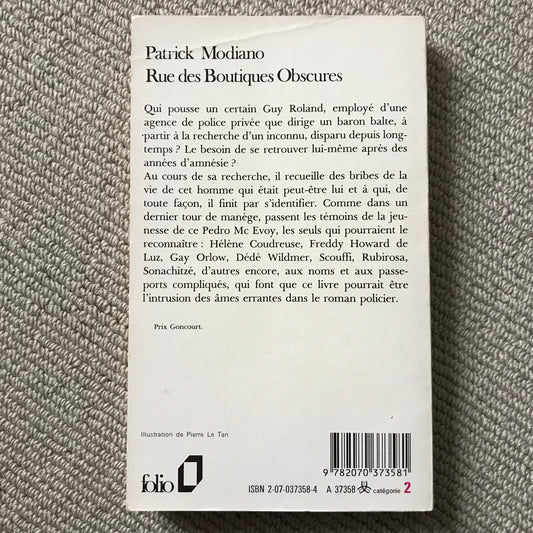 Patrick Modiano
Rue des Boutiques Obscures
Qui pousse un certain Guy Roland, employé d'une
agence de police privée que dirige un baron balte, à
partir à la recherche d'un inconnu, disparu depuis long-
temps ? Le besoin de se retrouver lui-même après des
années d'amnésie ?
Au cours de sa recherche, il recueille des bribes de la
vie de cet homme qui était peut-être lui et à qui, de
toute façon, il finit par s'identifier. Comme dans un
dernier tour de manège, passent les témoins de la jeu-
nesse de ce Pedro Mc Evoy, les seuls qui pourraient le
reconnaître : Hélène Coudreuse, Freddy Howard de
Luz, Gay Orlow, Dédé Wildmer, Scouffi, Rubirosa,
Sonachitzé, d'autres encore, aux noms et aux passe-
ports compliqués, qui font que ce livre pourrait être
l'intrusion des âmes errantes dans le roman policier.
Prix Goncourt.
Illustration de Pierre Le Tan
folio
9 782070 373581
ISBN 2-07-037358-4 A 37358 catégorie 2